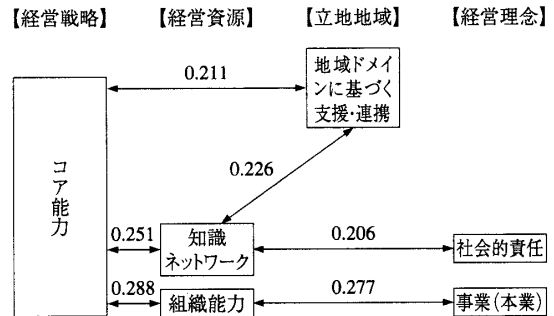 【経営戦略】 【経営資源】 【立地地域】 【経営理念】
0.211
地域ドメイ
ンに基づく
支援・連携
コア能力
0.226
0.251
知識
ネットワーク
0.206
社会的責任
0.288
組織能力
0.277
事業(本業)